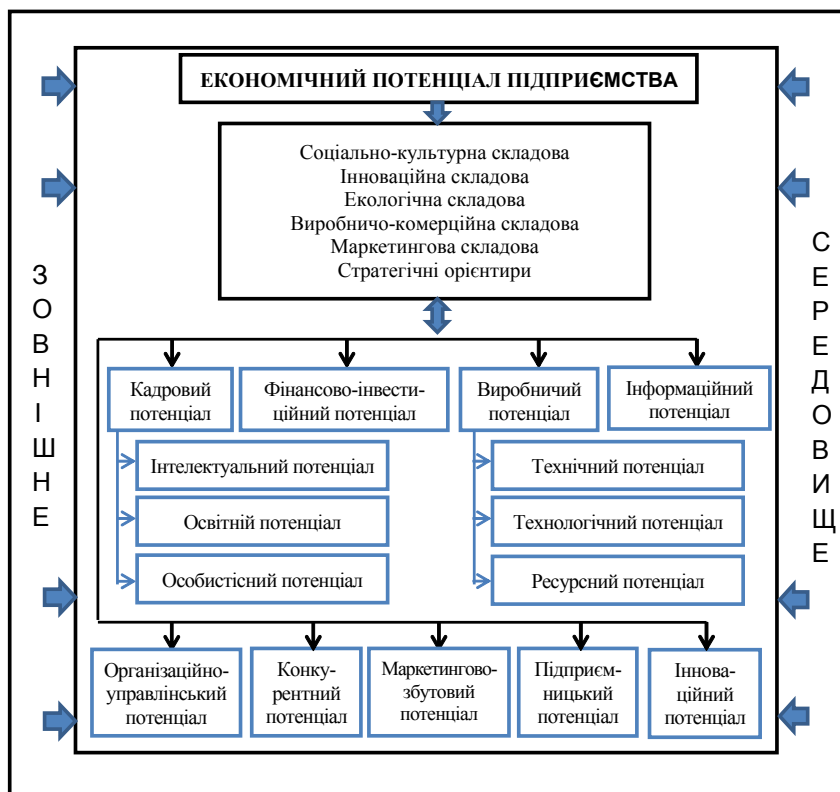 ЕКОНОМІЧНИЙ ПОТЕНЦІАЛ ПІДПРИЄМСТВА
Соціально-культурна складова
Інноваційна складова
Екологічна складова
Виробничо-комерційна складова
Маркетингова складова
Стратегічні орієнтири
ЗОВНІШНЕ
СЕРЕДОВИЩЕ
Кадровий
потенціал
Фінансово-інвести-
ційний потенціал
Виробничий
потенціал
Інформаційний
потенціал
Інтелектуальний потенціал
Освітній потенціал
Особистісний потенціал
Технічний потенціал
Технологічний потенціал
Ресурсний потенціал
Організаційно-
управлінський
потенціал
Конку-
рентний
потенціал
Маркетингово-
збутовий
потенціал
Підприєм-
ницький
потенціал
Іннова-
ційний
потенціал